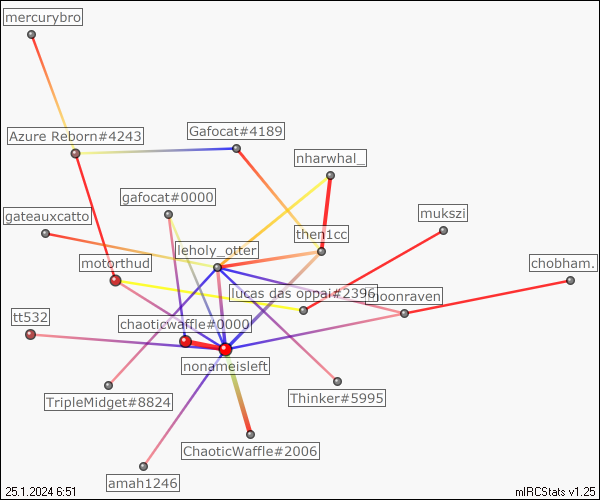 mercurybro
Azure Reborn#4243
Gafocat#4189
nharwhal_
gafocat#0000
gateauxcatto
mukszi
then1cc
leholy_otter
motorthud
chobham.
lucas das oppai#2396
moonraven
tt532
chaoticwaffle#0000
nonameisleft
TripleMidget#8824
Thinker#5995
ChaoticWaffle#2006
amah1246
25.1.2024 6:51
mIRCStats v1.25